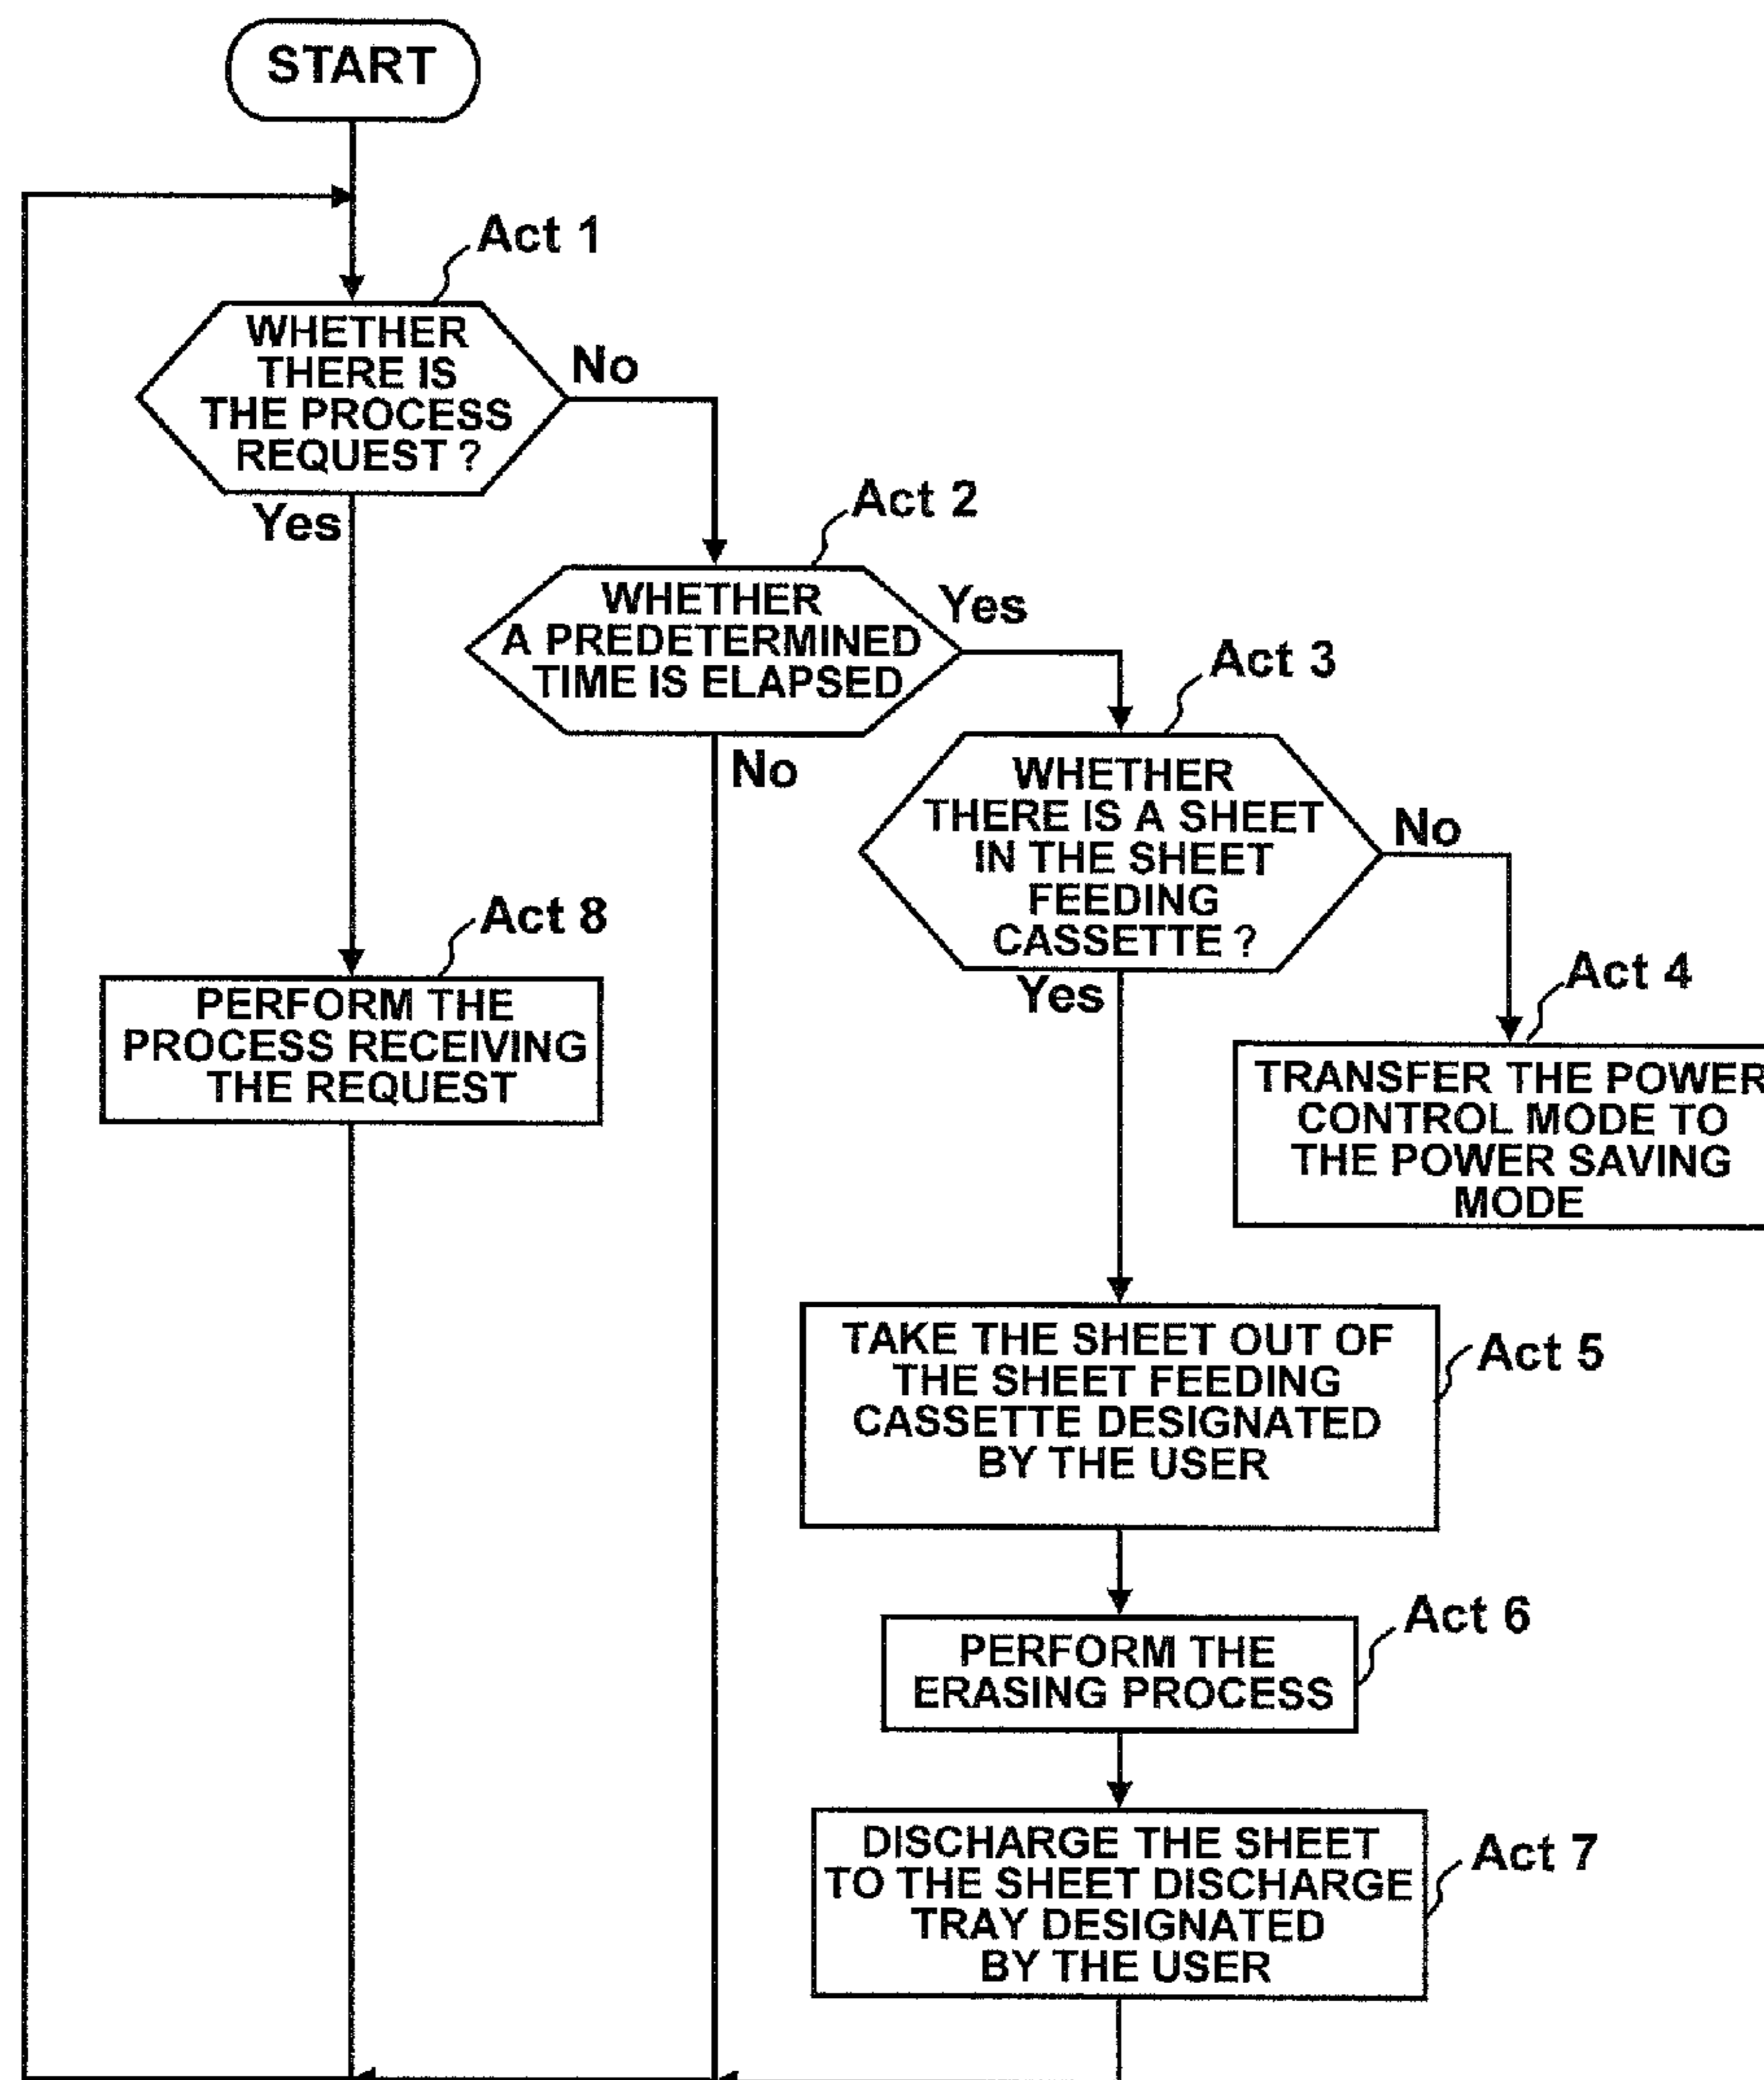 START
Act 1
WHETHER
THERE IS
THE PROCESS
REQUEST ?
No
Yes
Act 2
WHETHER
A PREDETERMINED
TIME IS ELAPSED
Yes
No
Act 3
WHETHER
THERE IS A SHEET
IN THE SHEET
FEEDING
CASSETTE ?
No
Yes
Act 8
PERFORM THE
PROCESS RECEIVING
THE REQUEST
Act 4
TRANSFER THE POWER
CONTROL MODE TO
THE POWER SAVING
MODE
TAKE THE SHEET OUT OF
THE SHEET FEEDING
CASSETTE DESIGNATED
BY THE USER
Act 5
PERFORM THE
ERASING PROCESS
Act 6
DISCHARGE THE SHEET
TO THE SHEET DISCHARGE
TRAY DESIGNATED
BY THE USER
Act 7